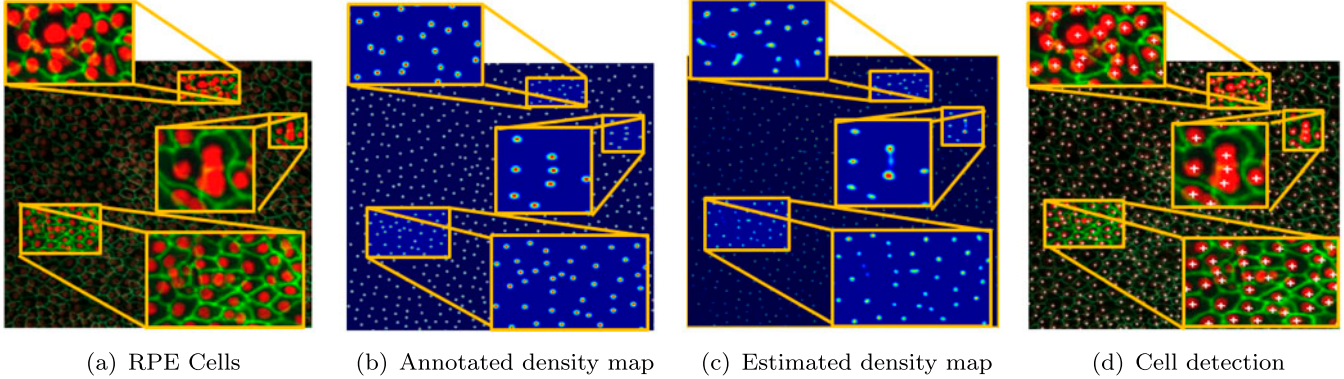 (a) RPE Cells
(b) Annotated density map
(c) Estimated density map
(d) Cell detection